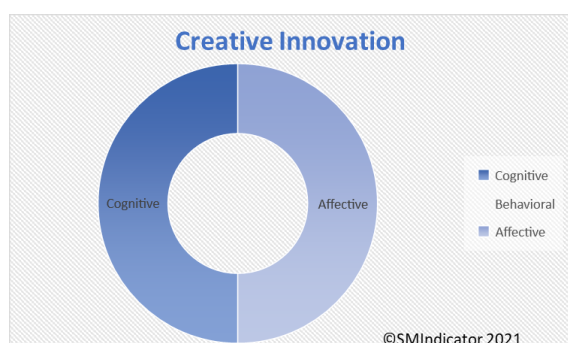 Creative Innovation
Cognitive
Affective
Cognitive
Behavioral
Affective
©SMIndicator 2021